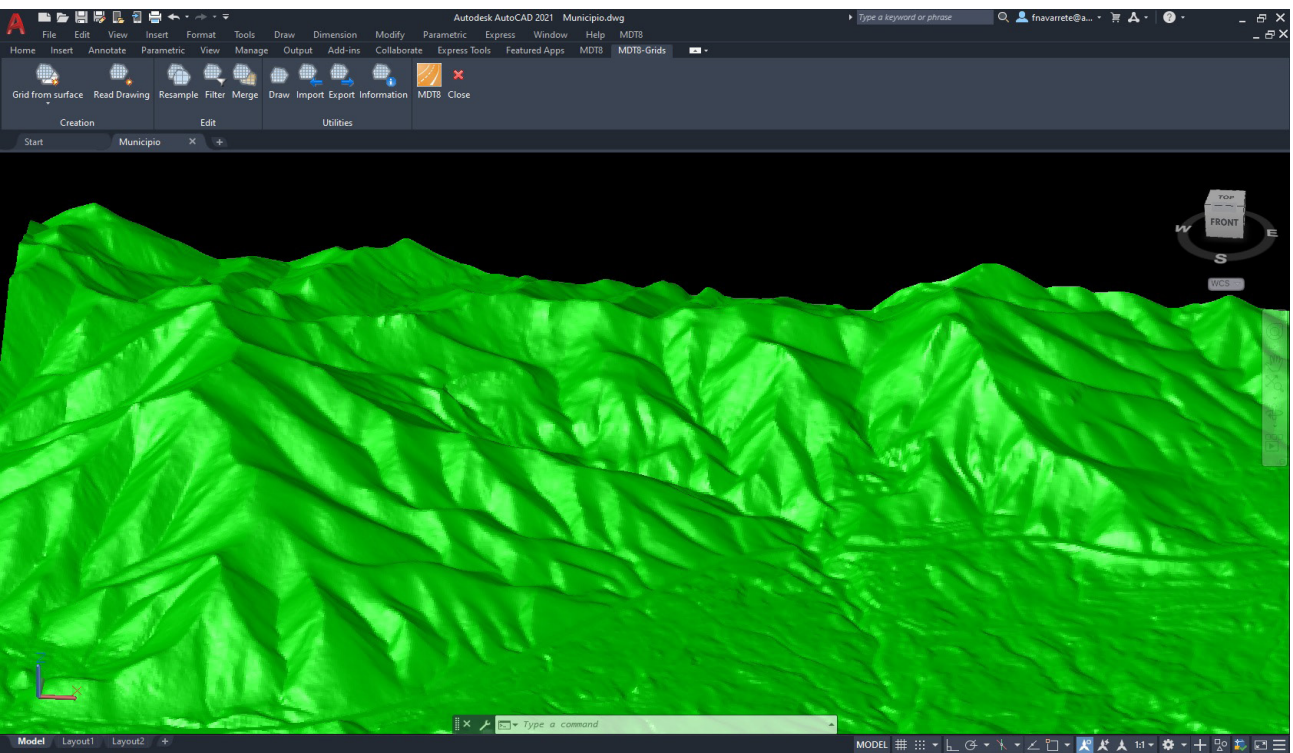 Autodesk AutoCAD 2021 Municipio.dwg
Type a keyword or phrase
fnavarrete@a...
File Edit View Insert Format Tools Draw Dimension Modify Parametric Express Window Help MDT8
Home Insert Annotate Parametric View Manage Output Add-ins Collaborate Express Tools Featured Apps MDT8 MDT8-Grids
Grid from surface Read Drawing Resample Filter Merge Draw Import Export Information MDT8 Close
Creation Edit Utilities
Start Municipio
TOP
FRONT
W E
S
WCS
X
Type a command
Model Layout1 Layout2 +
MODEL 1:1